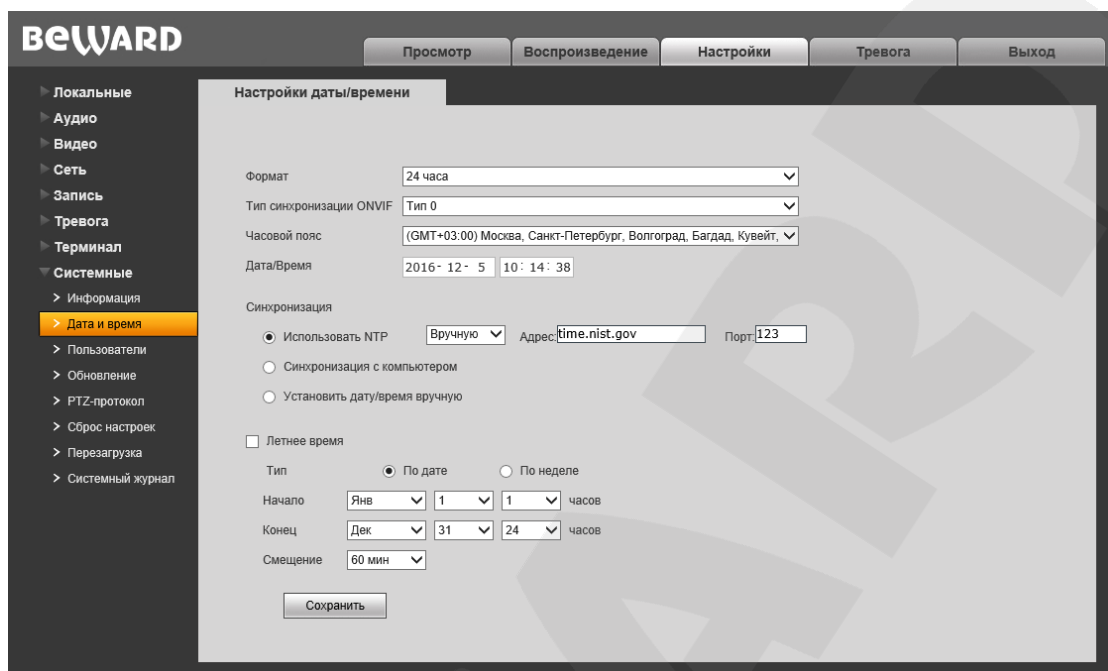 BEWARD
Просмотр Воспроизведение Настройки Тревога Выход
Локальные
Аудио
Видео
Сеть
Запись
Тревога
Терминал
Системные
Информация
Дата и время
Пользователи
Обновление
PTZ-протокол
Сброс настроек
Перезагрузка
Системный журнал
Настройки даты/времени
Формат 24 часа
Тип синхронизации ONVIF Тип 0
Часовой пояс (GMT+03:00) Москва, Санкт-Петербург, Волгоград, Багдад, Кувейт,
Дата/Время 2016- 12- 5 10: 14: 38
Синхронизация
Использовать NTP Вручную Адрес: time.nist.gov Порт: 123
Синхронизация с компьютером
Установить дату/время вручную
Летнее время
Тип По дате По неделе
Начало Янв 1 1 часов
Конец Дек 31 24 часов
Смещение 60 мин
Сохранить